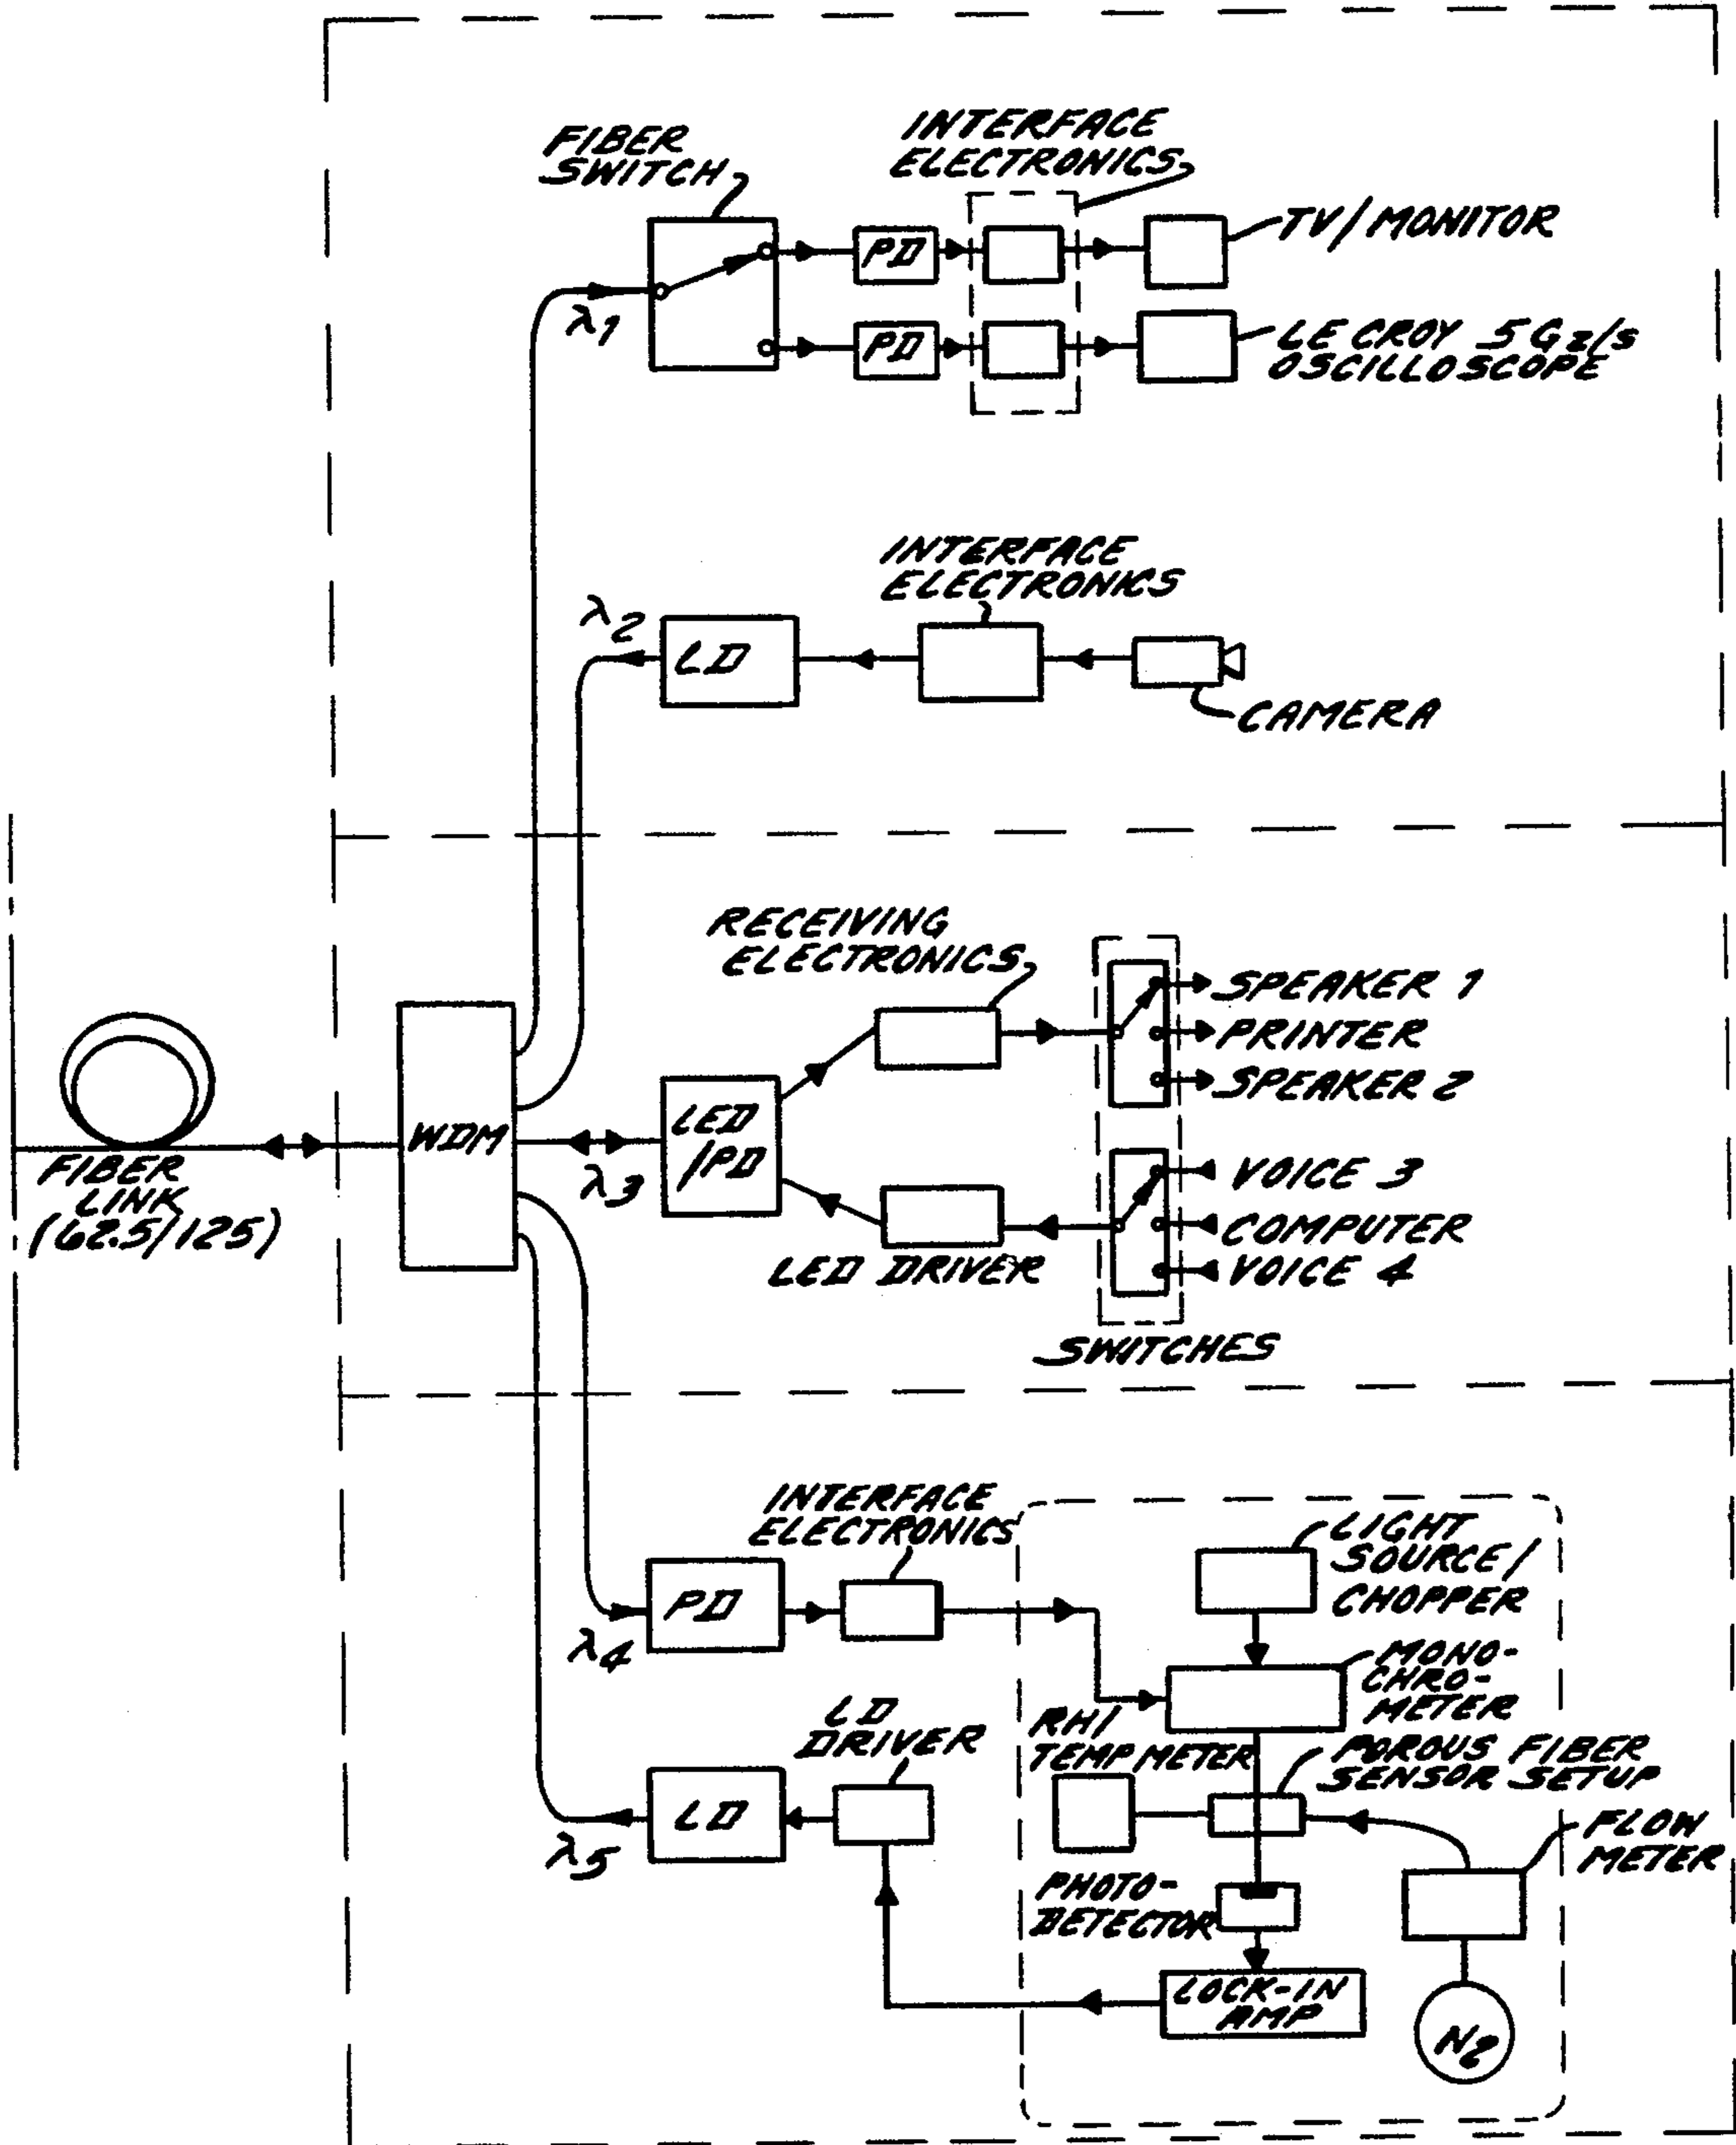 FIBER
SWITCH
INTERFACE
ELECTRONICS
PD
TV/MONITOR
λ1
PD
LE CROY 5Gz/s
OSCILLOSCOPE
INTERFACE
ELECTRONICS
λ2
LD
CAMERA
RECEIVING
ELECTRONICS
SPEAKER 1
PRINTER
SPEAKER 2
WDM
LED
/PD
λ3
FIBER
LINK
(62.5/125)
VOICE 3
COMPUTER
VOICE 4
LED DRIVER
SWITCHES
INTERFACE
ELECTRONICS
LIGHT
SOURCE/
CHOPPER
PD
λ4
MONO-
CHRO-
METER
LD
DRIVER
RH/
TEMP METER
POROUS FIBER
SENSOR SETUP
LD
λ5
FLOW
METER
PHOTO-
DETECTOR
LOCK-IN
AMP
N2